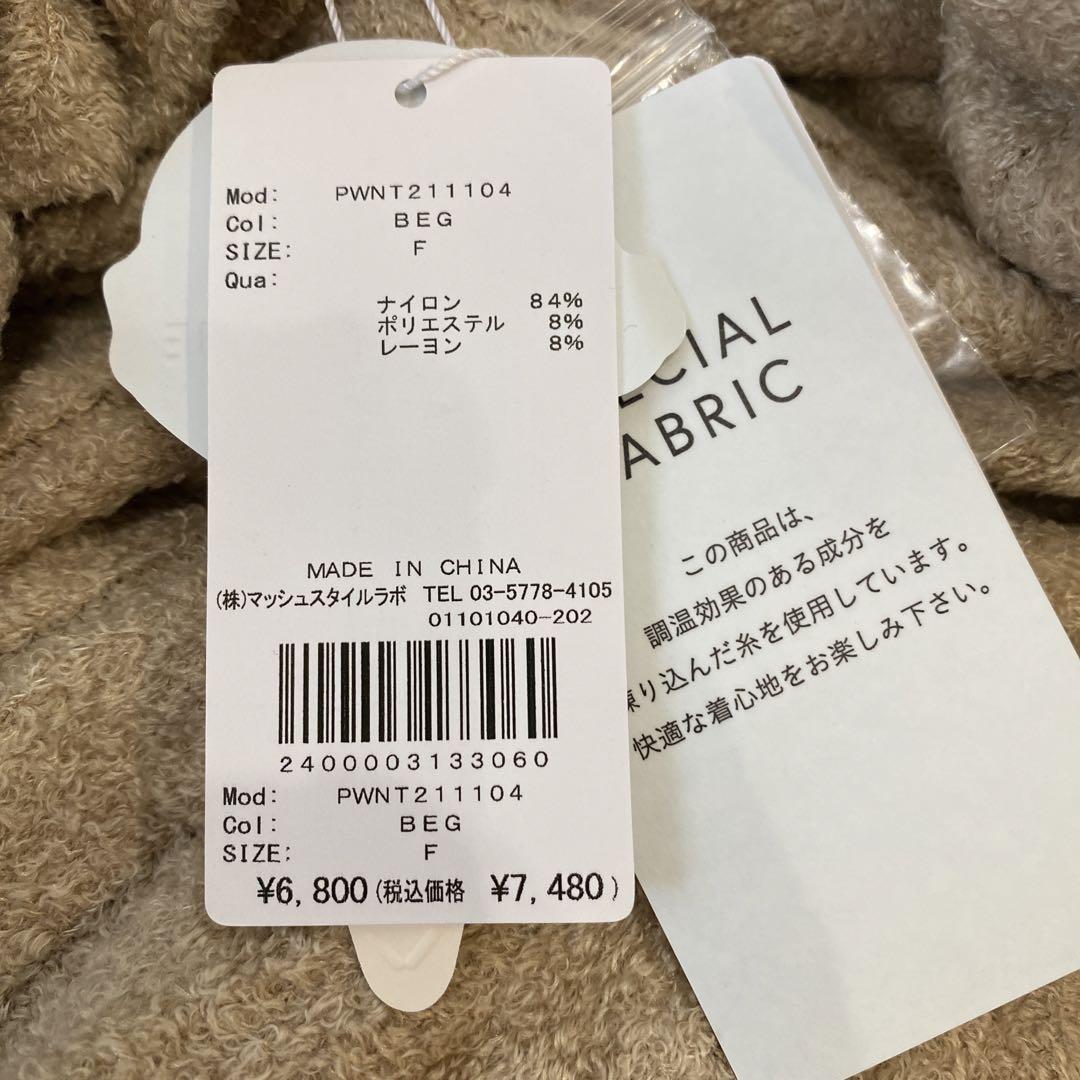 Mod: PWNT211104
Col: BEG
SIZE: F
Qua:
ナイロン 84%
ポリエステル 8%
レーヨン 8%
MADE IN CHINA
(株)マッシュスタイルラボ TEL 03-5778-4105
01101040-202
2400003133060
Mod: PWNT211104
Col: BEG
SIZE: F
¥6,800(税込価格 ¥7,480)
ECIAL
ABRIC
この商品は、
調温効果のある成分を
練り込んだ糸を使用しています。
快適な着心地をお楽しみ下さい。